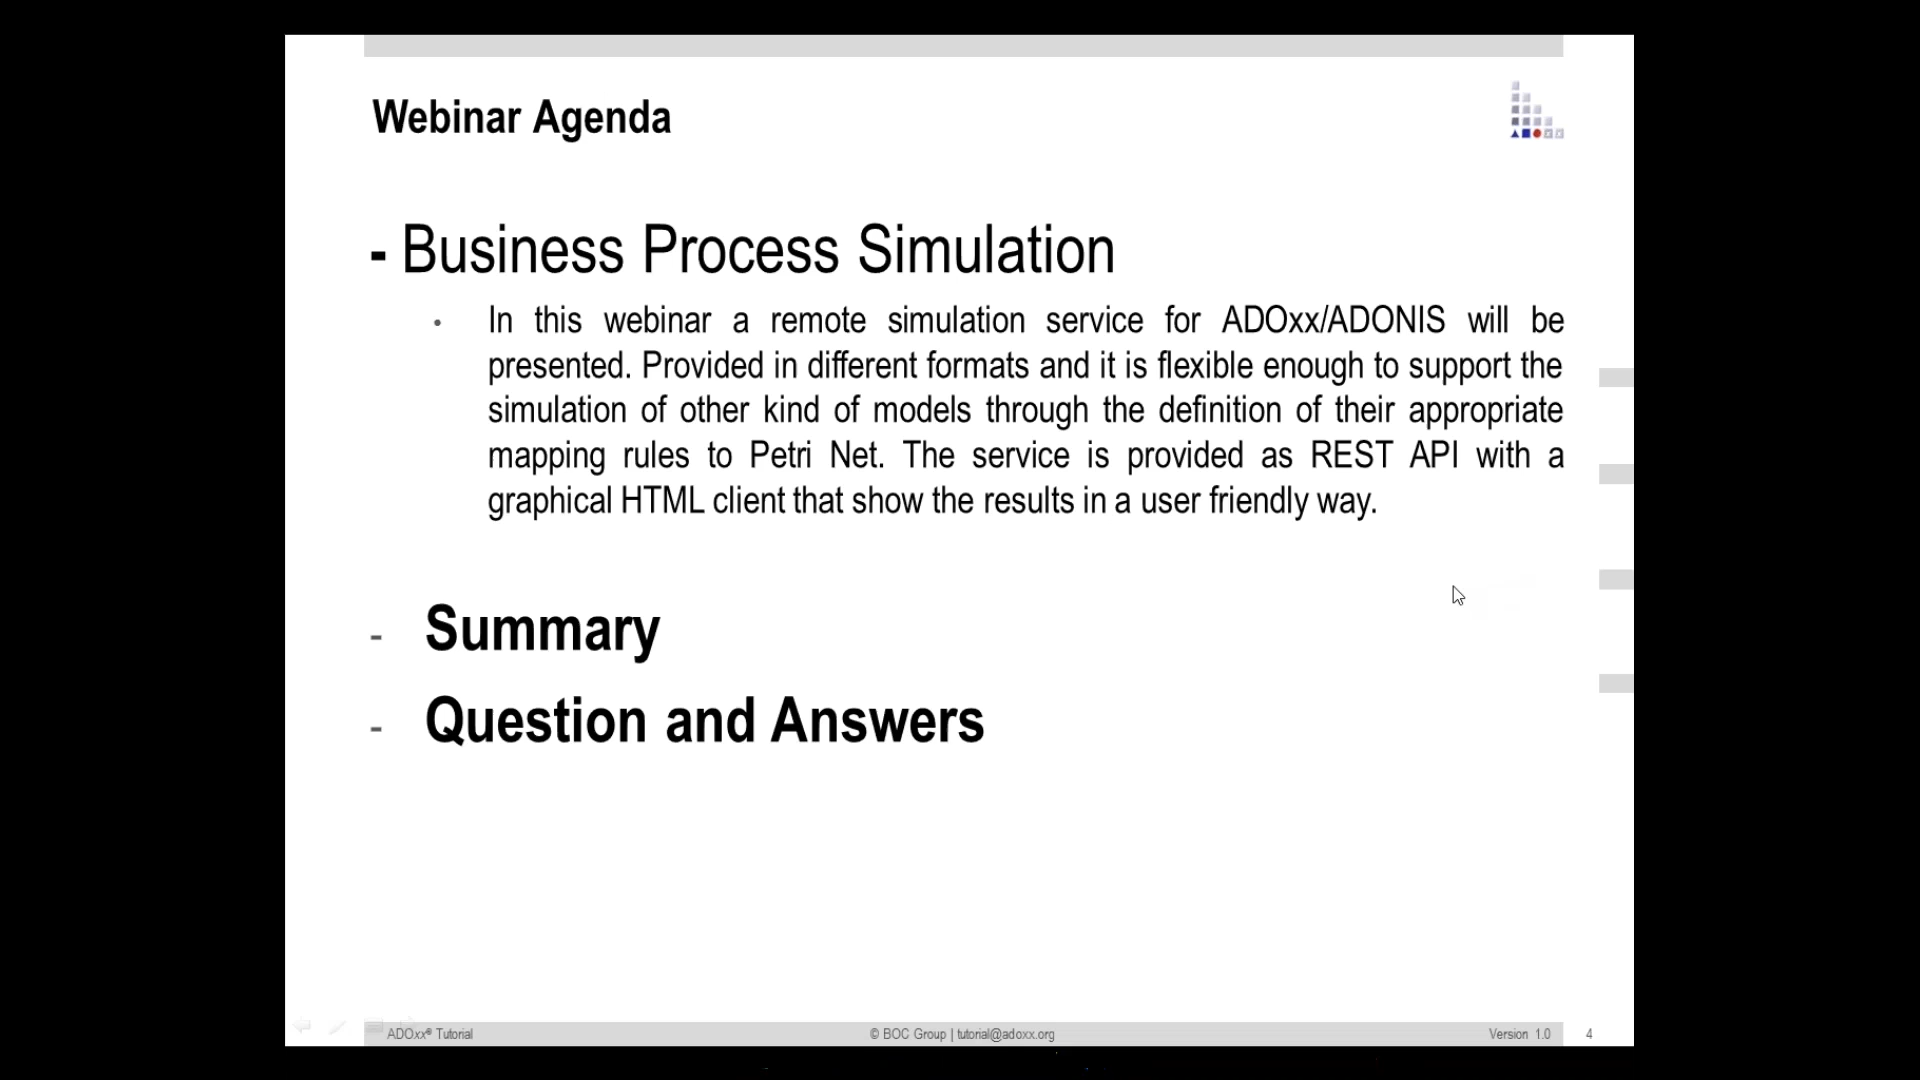 Webinar Agenda
- Business Process Simulation
• In this webinar a remote simulation service for ADOxx/ADONIS will be
presented. Provided in different formats and it is flexible enough to support the
simulation of other kind of models through the definition of their appropriate
mapping rules to Petri Net. The service is provided as REST API with a
graphical HTML client that show the results in a user friendly way.
- Summary
- Question and Answers
ADOxx® Tutorial
© BOC Group | tutorial@adoxx.org
Version 1.0
4